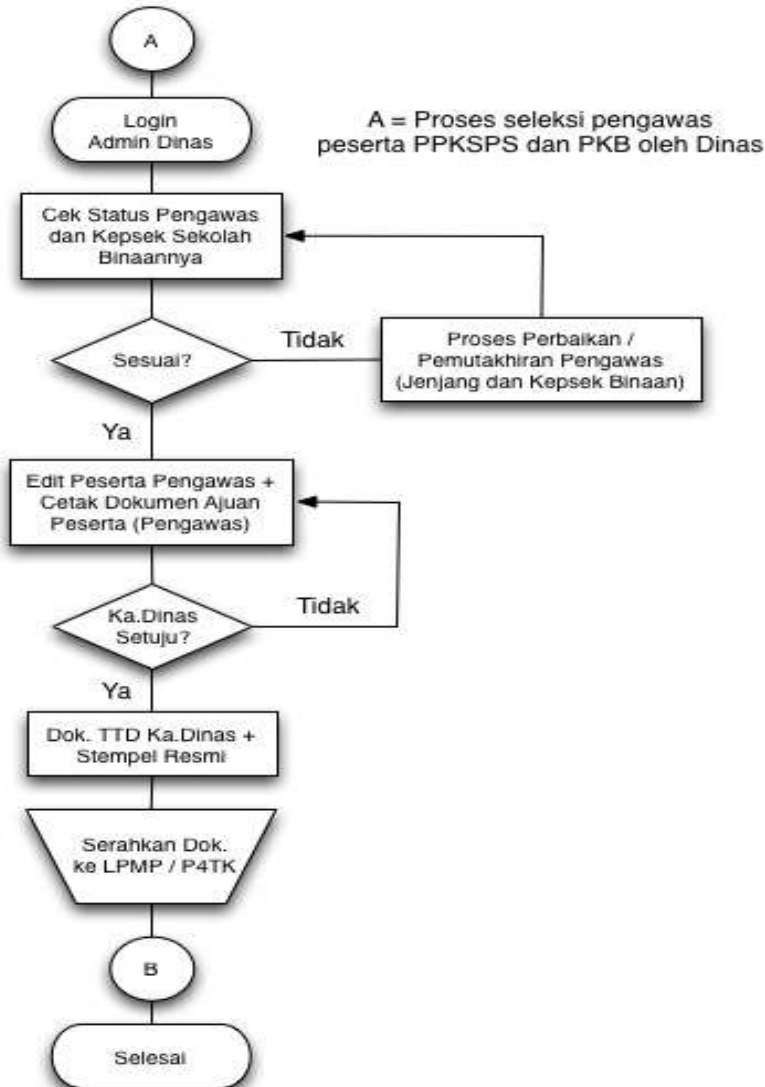 A
Login
Admin Dinas
A = Proses seleksi pengawas
peserta PPKSPS dan PKB oleh Dinas
Cek Status Pengawas
dan Kepsek Sekolah
Binaannya
Sesuai?
Tidak
Proses Perbaikan /
Pemutakhiran Pengawas
(Jenjang dan Kepsek Binaan)
Ya
Edit Peserta Pengawas +
Cetak Dokumen Ajuan
Peserta (Pengawas)
Ka.Dinas
Setuju?
Tidak
Ya
Dok. TTD Ka.Dinas +
Stempel Resmi
Serahkan Dok.
ke LPMP / P4TK
B
Selesai